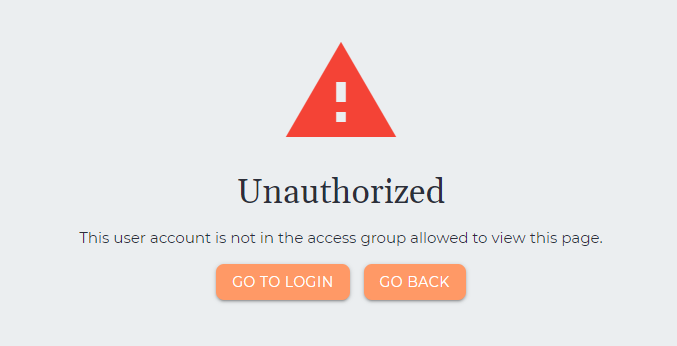 Unauthorized
This user account is not in the access group allowed to view this page.
GO TO LOGIN GO BACK